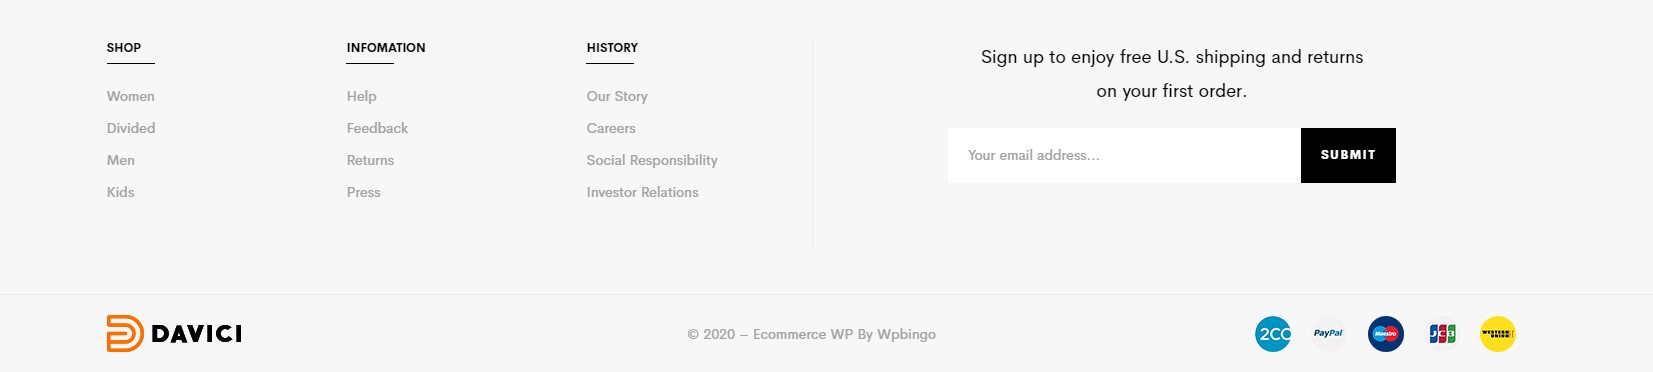 SHOP
Women
Divided
Men
Kids
INFOMATION
Help
Feedback
Returns
Press
HISTORY
Our Story
Careers
Social Responsibility
Investor Relations
Sign up to enjoy free U.S. shipping and returns
on your first order.
Your email address...
SUBMIT
DAVICI
© 2020 – Ecommerce WP By Wpbingo
2CO
PayPal
Maestro
JCB
WESTERN
UNION